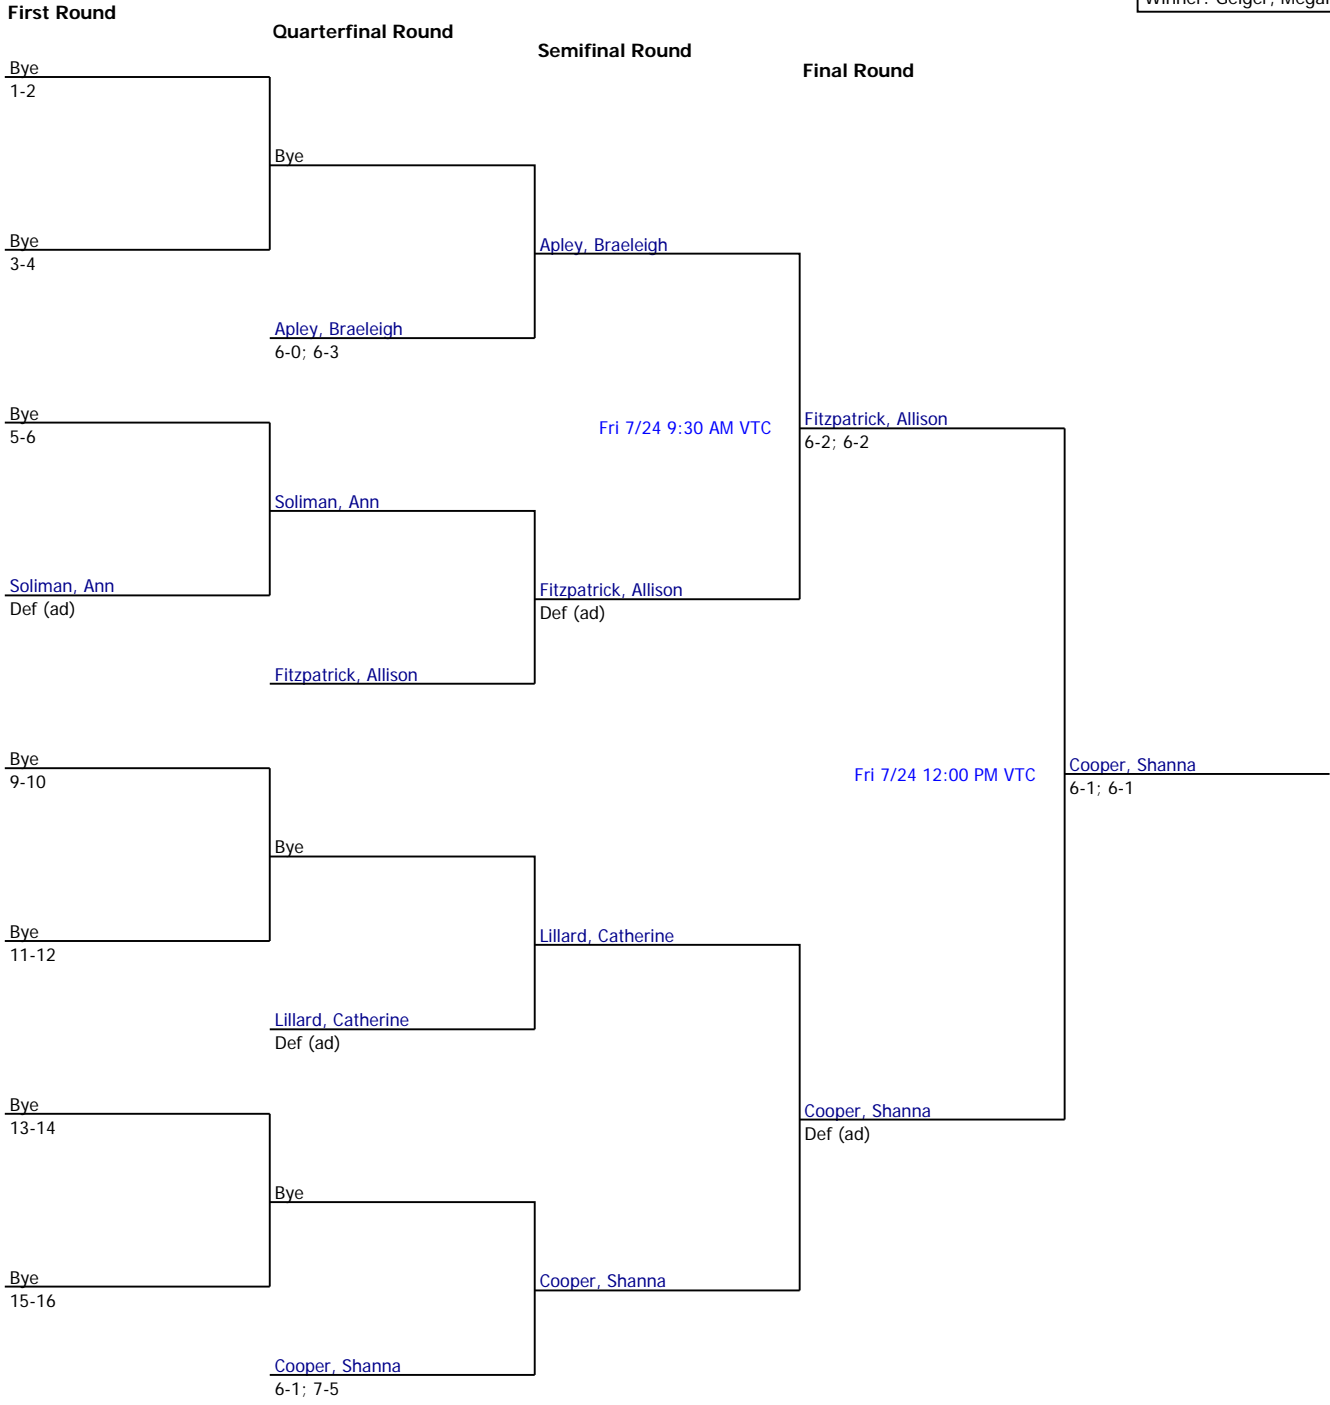 Winner: Geiger, Megan
First Round
Quarterfinal Round
Semifinal Round
Final Round
Bye
1-2
Bye
Bye
3-4
Apley, Braeleigh
Apley, Braeleigh
6-0; 6-3
Bye
5-6
Fri 7/24 9:30 AM VTC
Fitzpatrick, Allison
6-2; 6-2
Soliman, Ann
Soliman, Ann
Def (ad)
Fitzpatrick, Allison
Def (ad)
Fitzpatrick, Allison
Bye
9-10
Fri 7/24 12:00 PM VTC
Cooper, Shanna
6-1; 6-1
Bye
Bye
11-12
Lillard, Catherine
Lillard, Catherine
Def (ad)
Bye
13-14
Cooper, Shanna
Def (ad)
Bye
Bye
15-16
Cooper, Shanna
Cooper, Shanna
6-1; 7-5